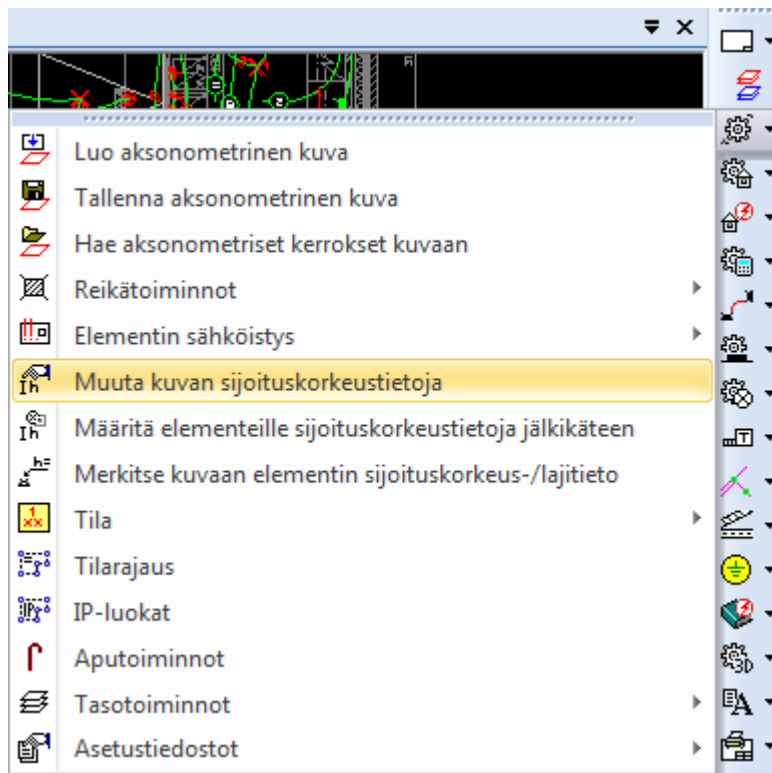 Luo aksonometrinen kuva
Tallenna aksonometrinen kuva
Hae aksonometriset kerrokset kuvaan
Reikätoiminnot
Elementin sähköistys
Muuta kuvan sijoituskorkeustietoja
Määritä elementeille sijoituskorkeustietoja jälkikäteen
Merkitse kuvaan elementin sijoituskorkeus-/lajitieto
Tila
Tilarajaus
IP-luokat
Aputoiminnot
Tasotoiminnot
Asetustiedostot